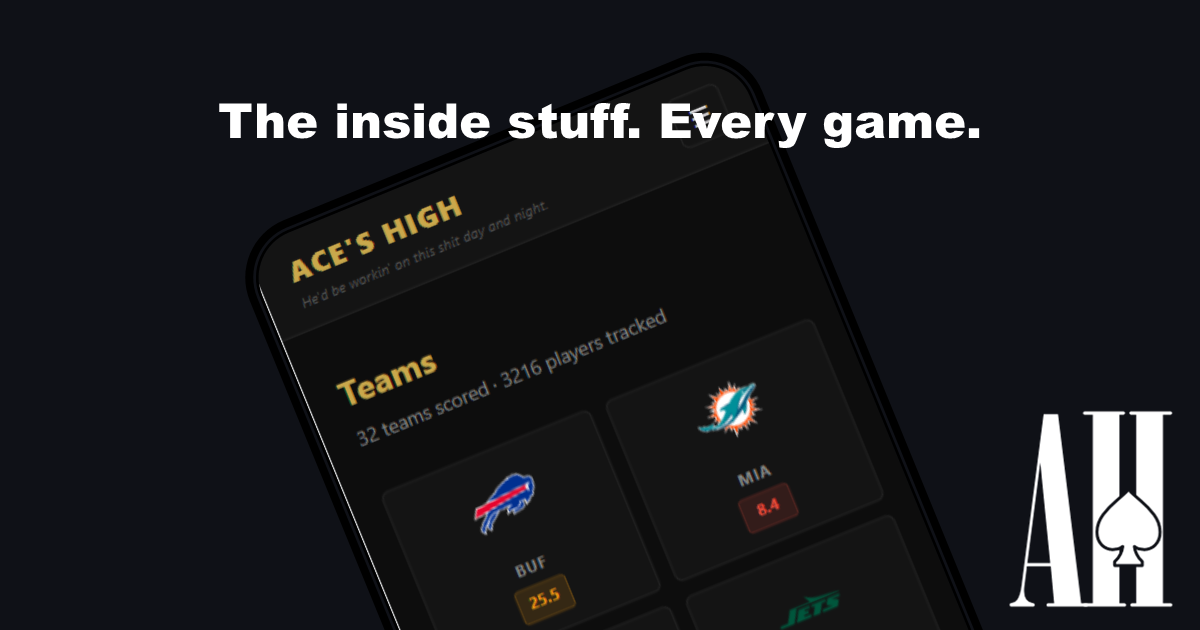 The inside stuff. Every game.
ACE'S HIGH
He'd be workin' on this shit day and night.
Teams
32 teams scored · 3216 players tracked
MIA
8.4
BUF
25.5
JETS
AH